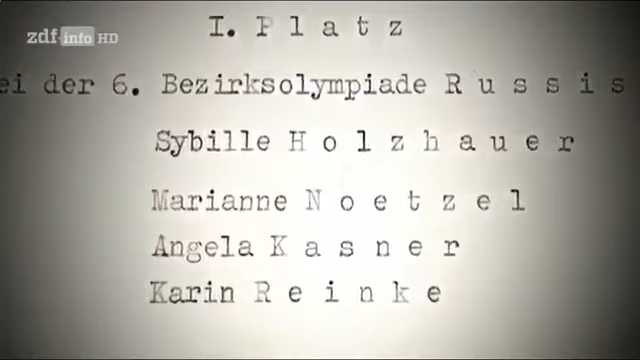 zdf info HD
I. Platz
ei der 6. Bezirksolympiade Russis
Sybille Holzhauer
Marianne Noetzel
Angela Kasner
Karin Reinke